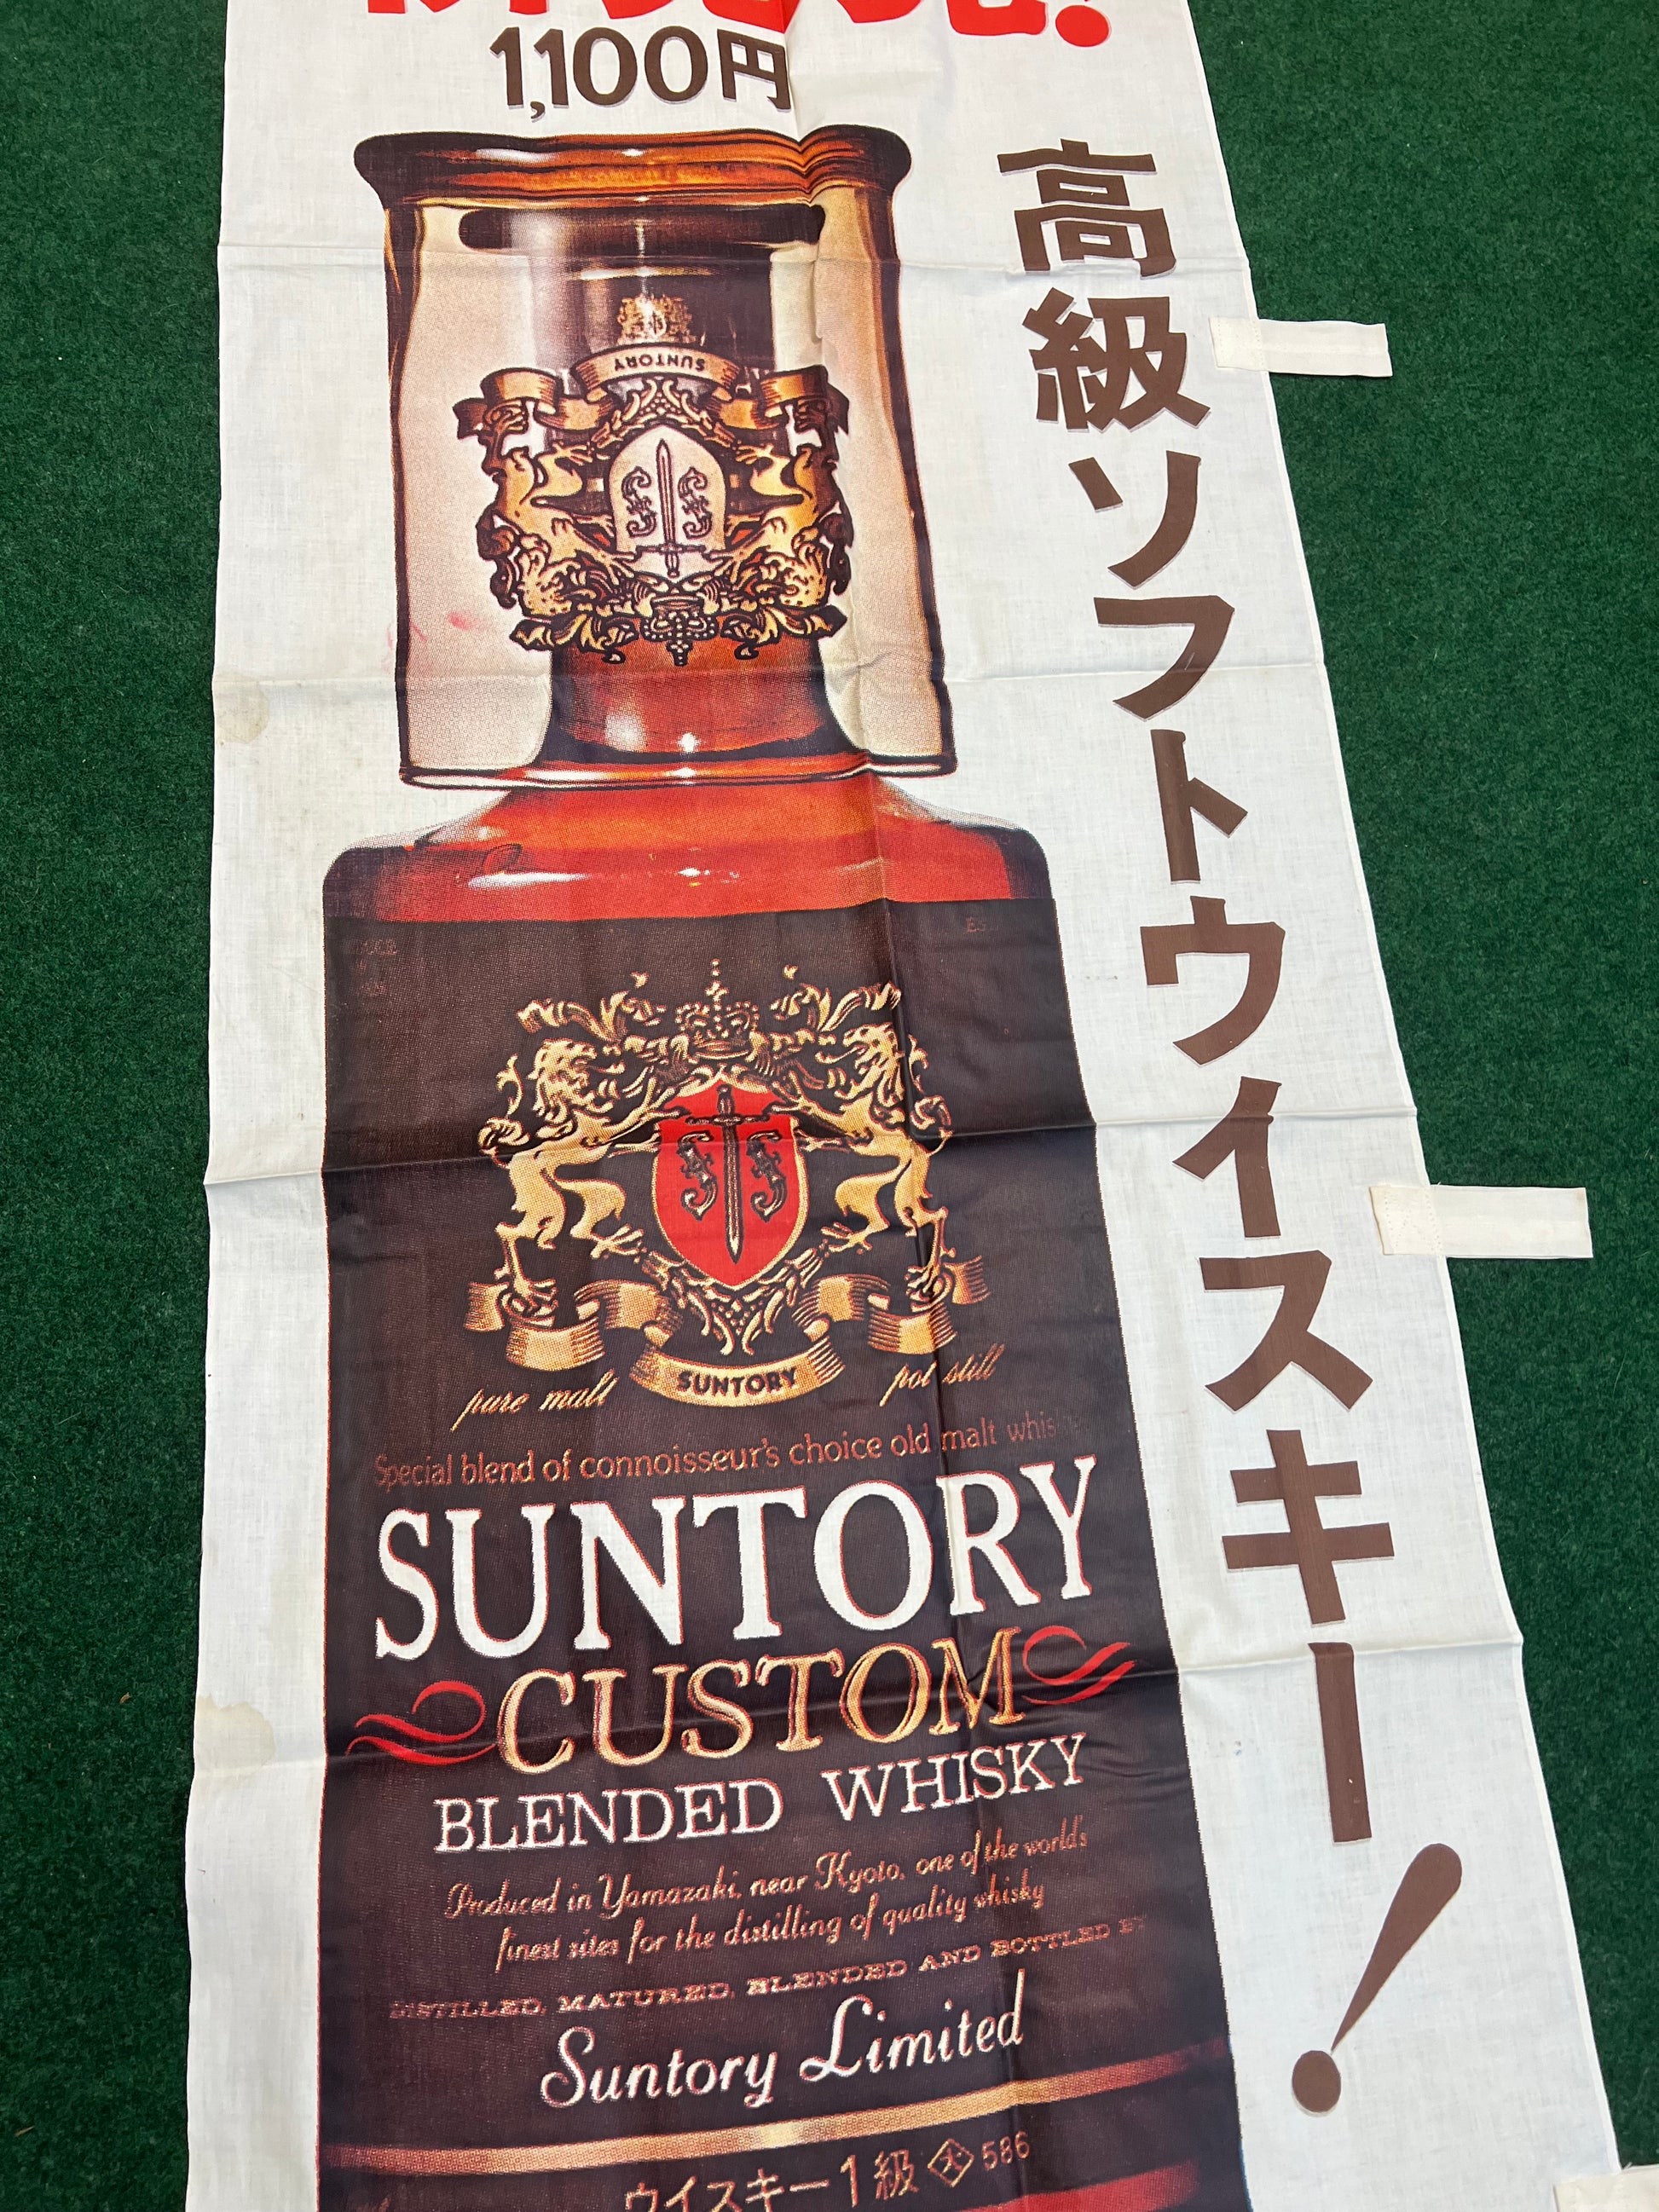 新発売!
1,100円
高級ソフトウイスキー!
SUNTORY
SUNTORY
pure malt
pot still
Special blend of connoisseur's choice old malt
SUNTORY
CUSTOM
BLENDED WHISKY
Produced in Yamazaki, near Kyoto, one of the world's
finest sites for the distilling of quality whisky
DISTILLED, MATURED, BLENDED AND BOTTLED BY
Suntory Limited
ウイスキー1級 586